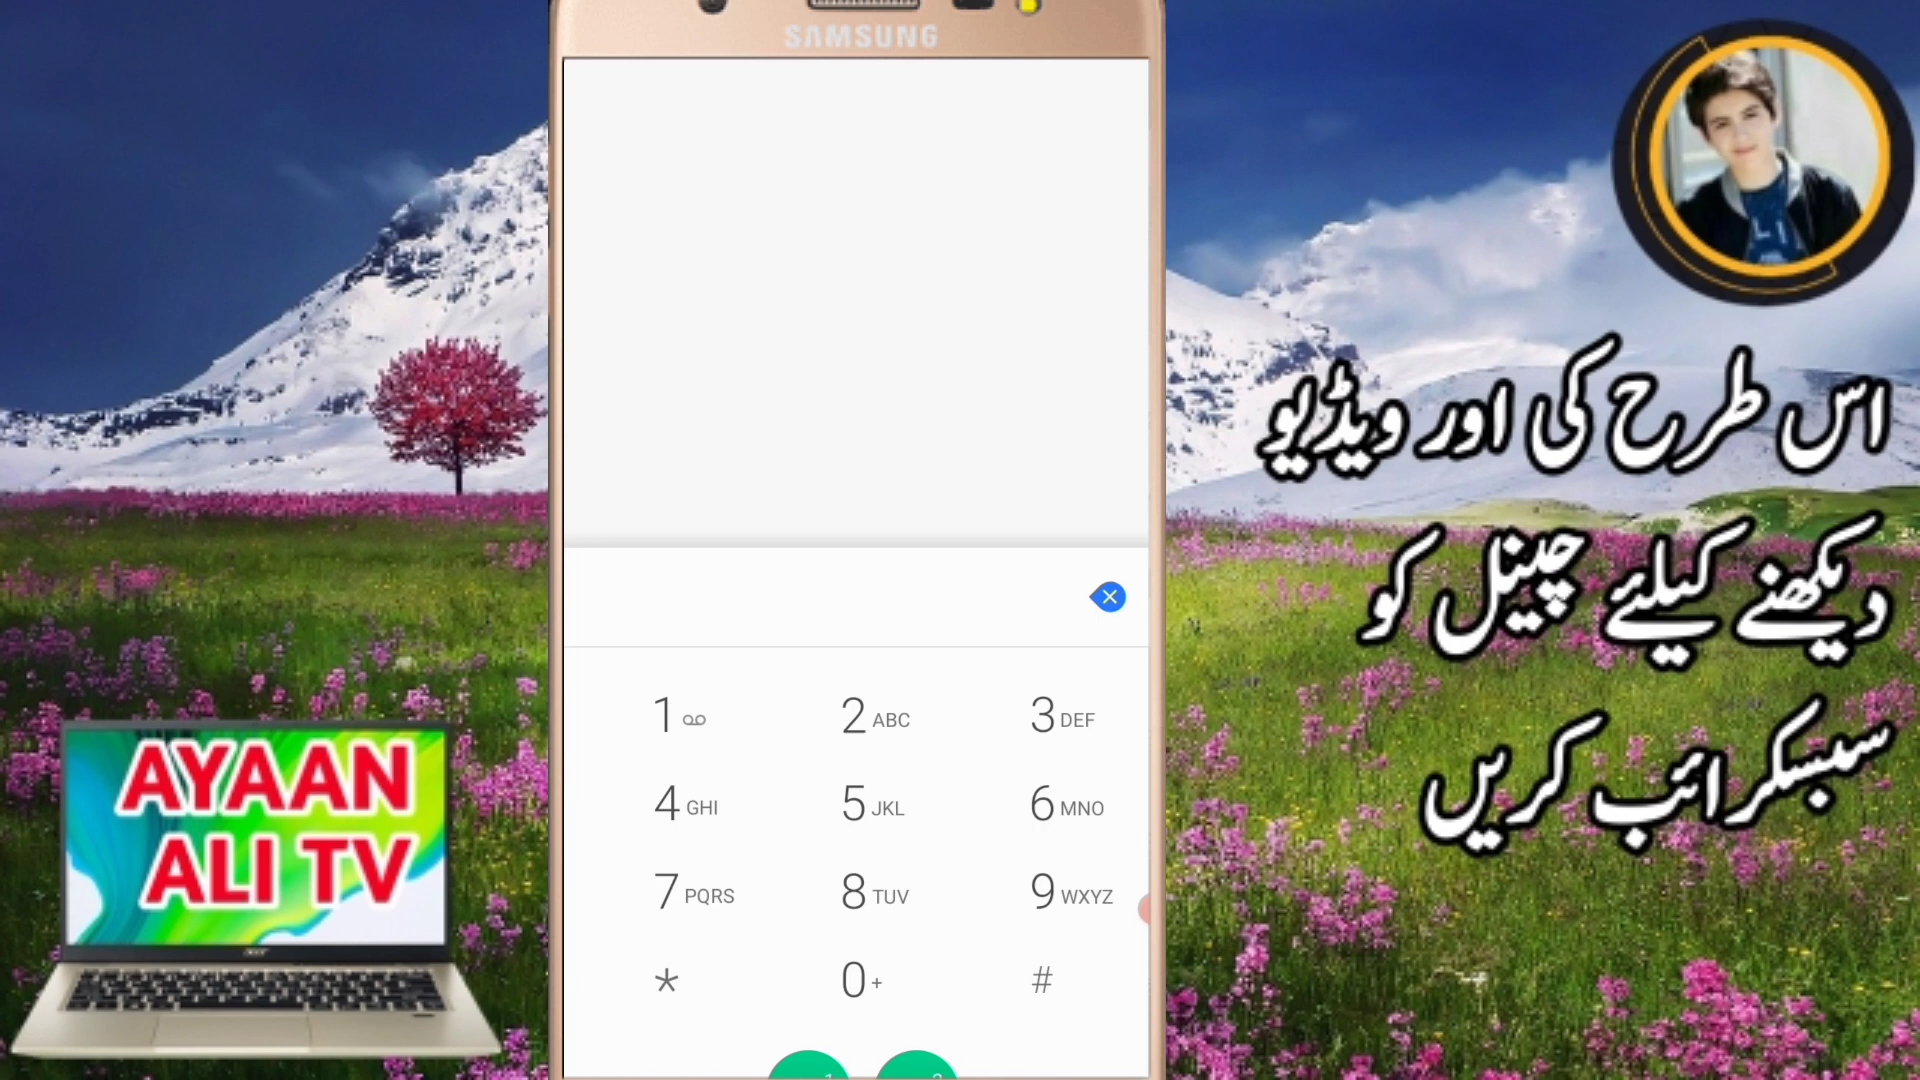 SAMSUNG
اس طرح کی اور ویڈیو
دیکھنے کیلئے چینل کو
سبسکرائب کریں
AYAAN
ALI TV
acer
1
2 ABC
3 DEF
4 GHI
5 JKL
6 MNO
7 PQRS
8 TUV
9 WXYZ
*
0 +
#